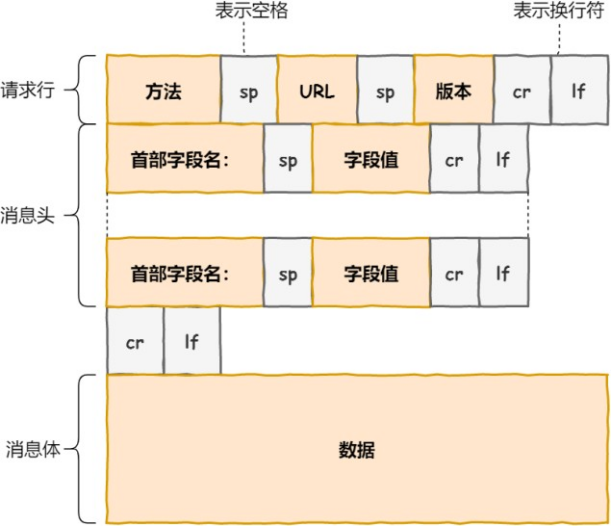 表示空格 表示换行符
请求行 方法 sp URL sp 版本 cr lf
首部字段名： sp 字段值 cr lf
消息头
首部字段名： sp 字段值 cr lf
cr lf
消息体 数据